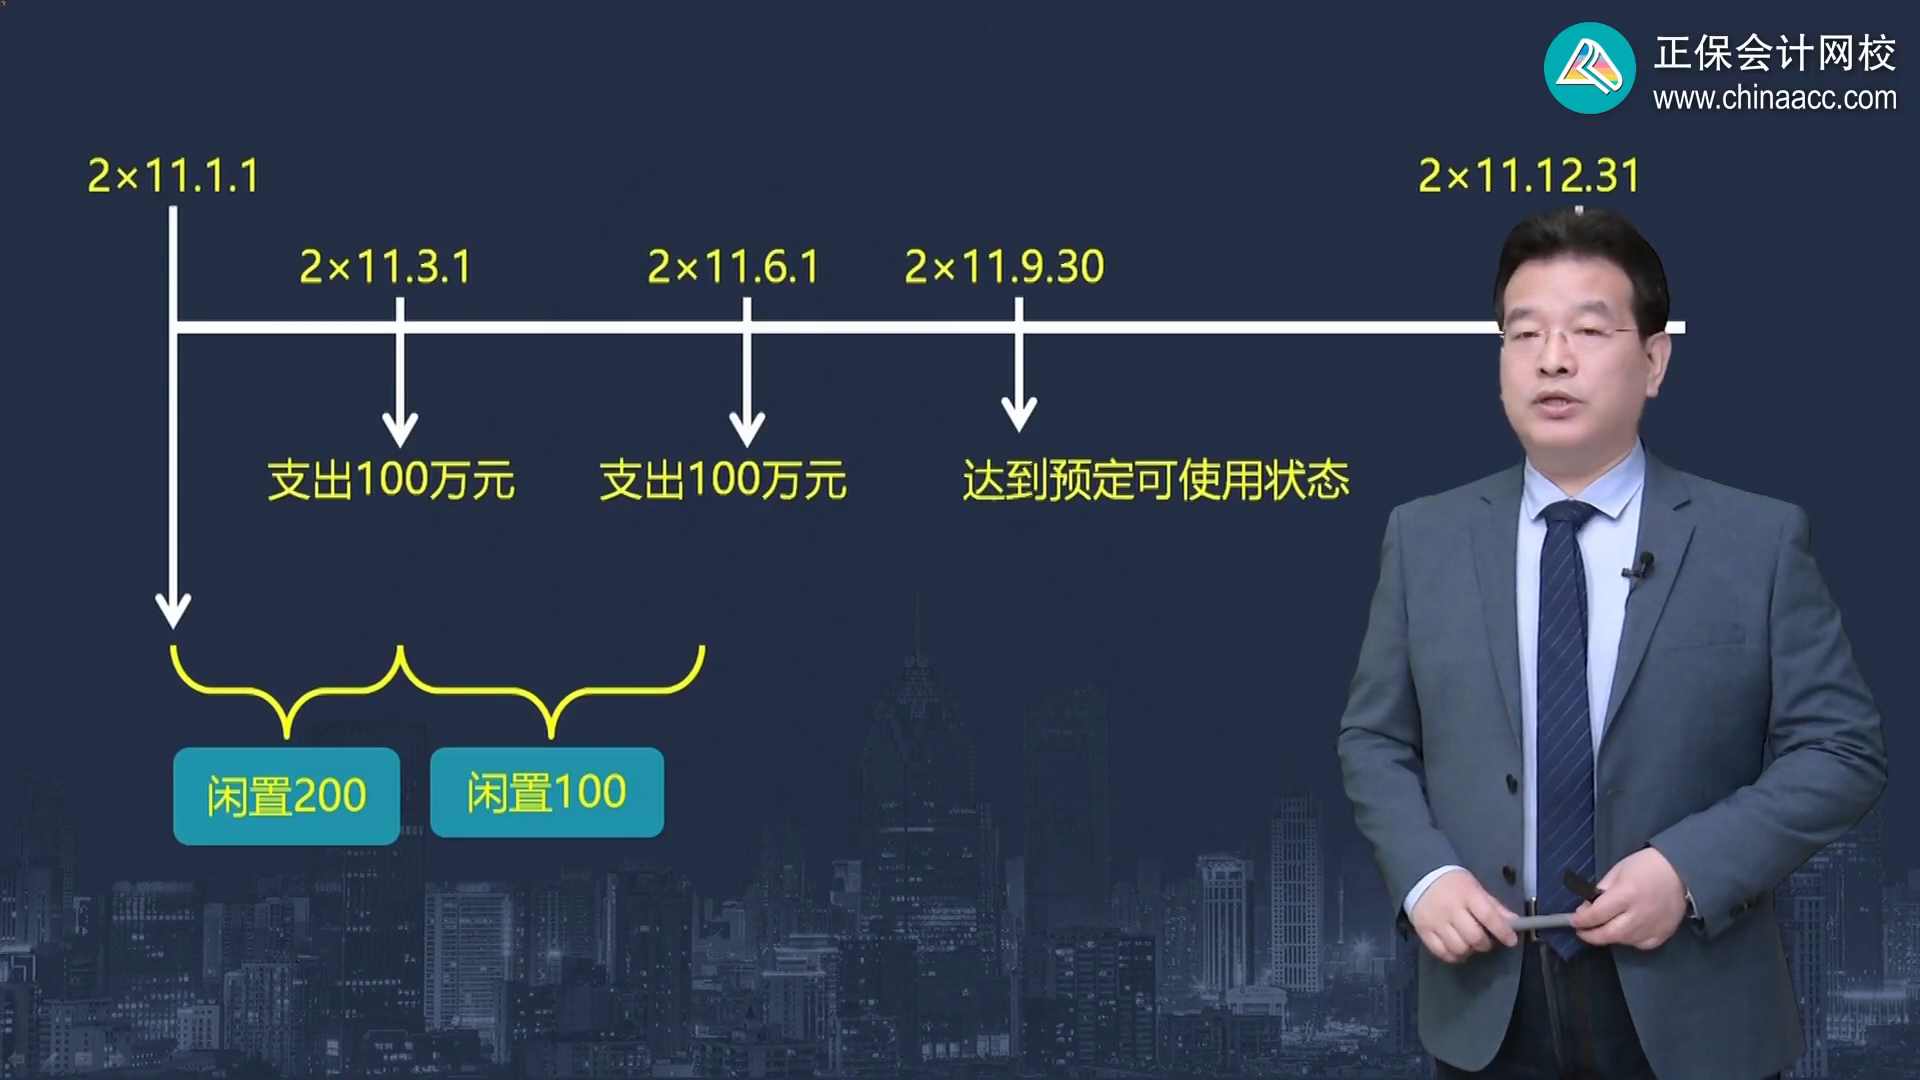 正保会计网校
www.chinaacc.com
2×11.1.1
2×11.12.31
2×11.3.1
2×11.6.1
2×11.9.30
支出100万元
支出100万元
达到预定可使用状态
闲置200
闲置100